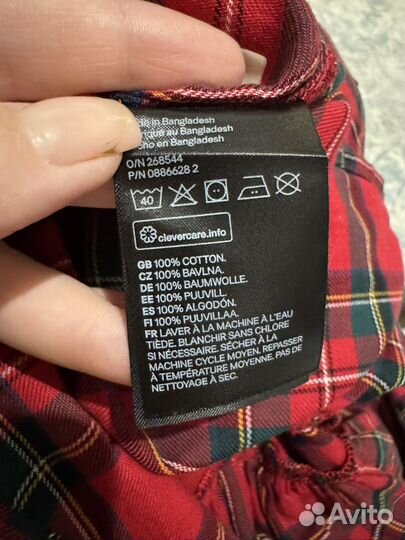 in Bangladesh
au Bangladesh
en Bangladesh
O/N 268544
P/N 0886628 2
40
clevercare.info
GB 100% COTTON.
CZ 100% BAVLNA.
DE 100% BAUMWOLLE.
EE 100% PUUVILL.
ES 100% ALGODÓN.
FI 100% PUUVILLAA.
FR LAVER À LA MACHINE À L'EAU
TIÈDE. BLANCHIR SANS CHLORE
SI NÉCESSAIRE. SÉCHER À LA
MACHINE CYCLE MOYEN. REPASSER
À TEMPÉRATURE MOYENNE. PAS DE
NETTOYAGE À SEC.
Avito